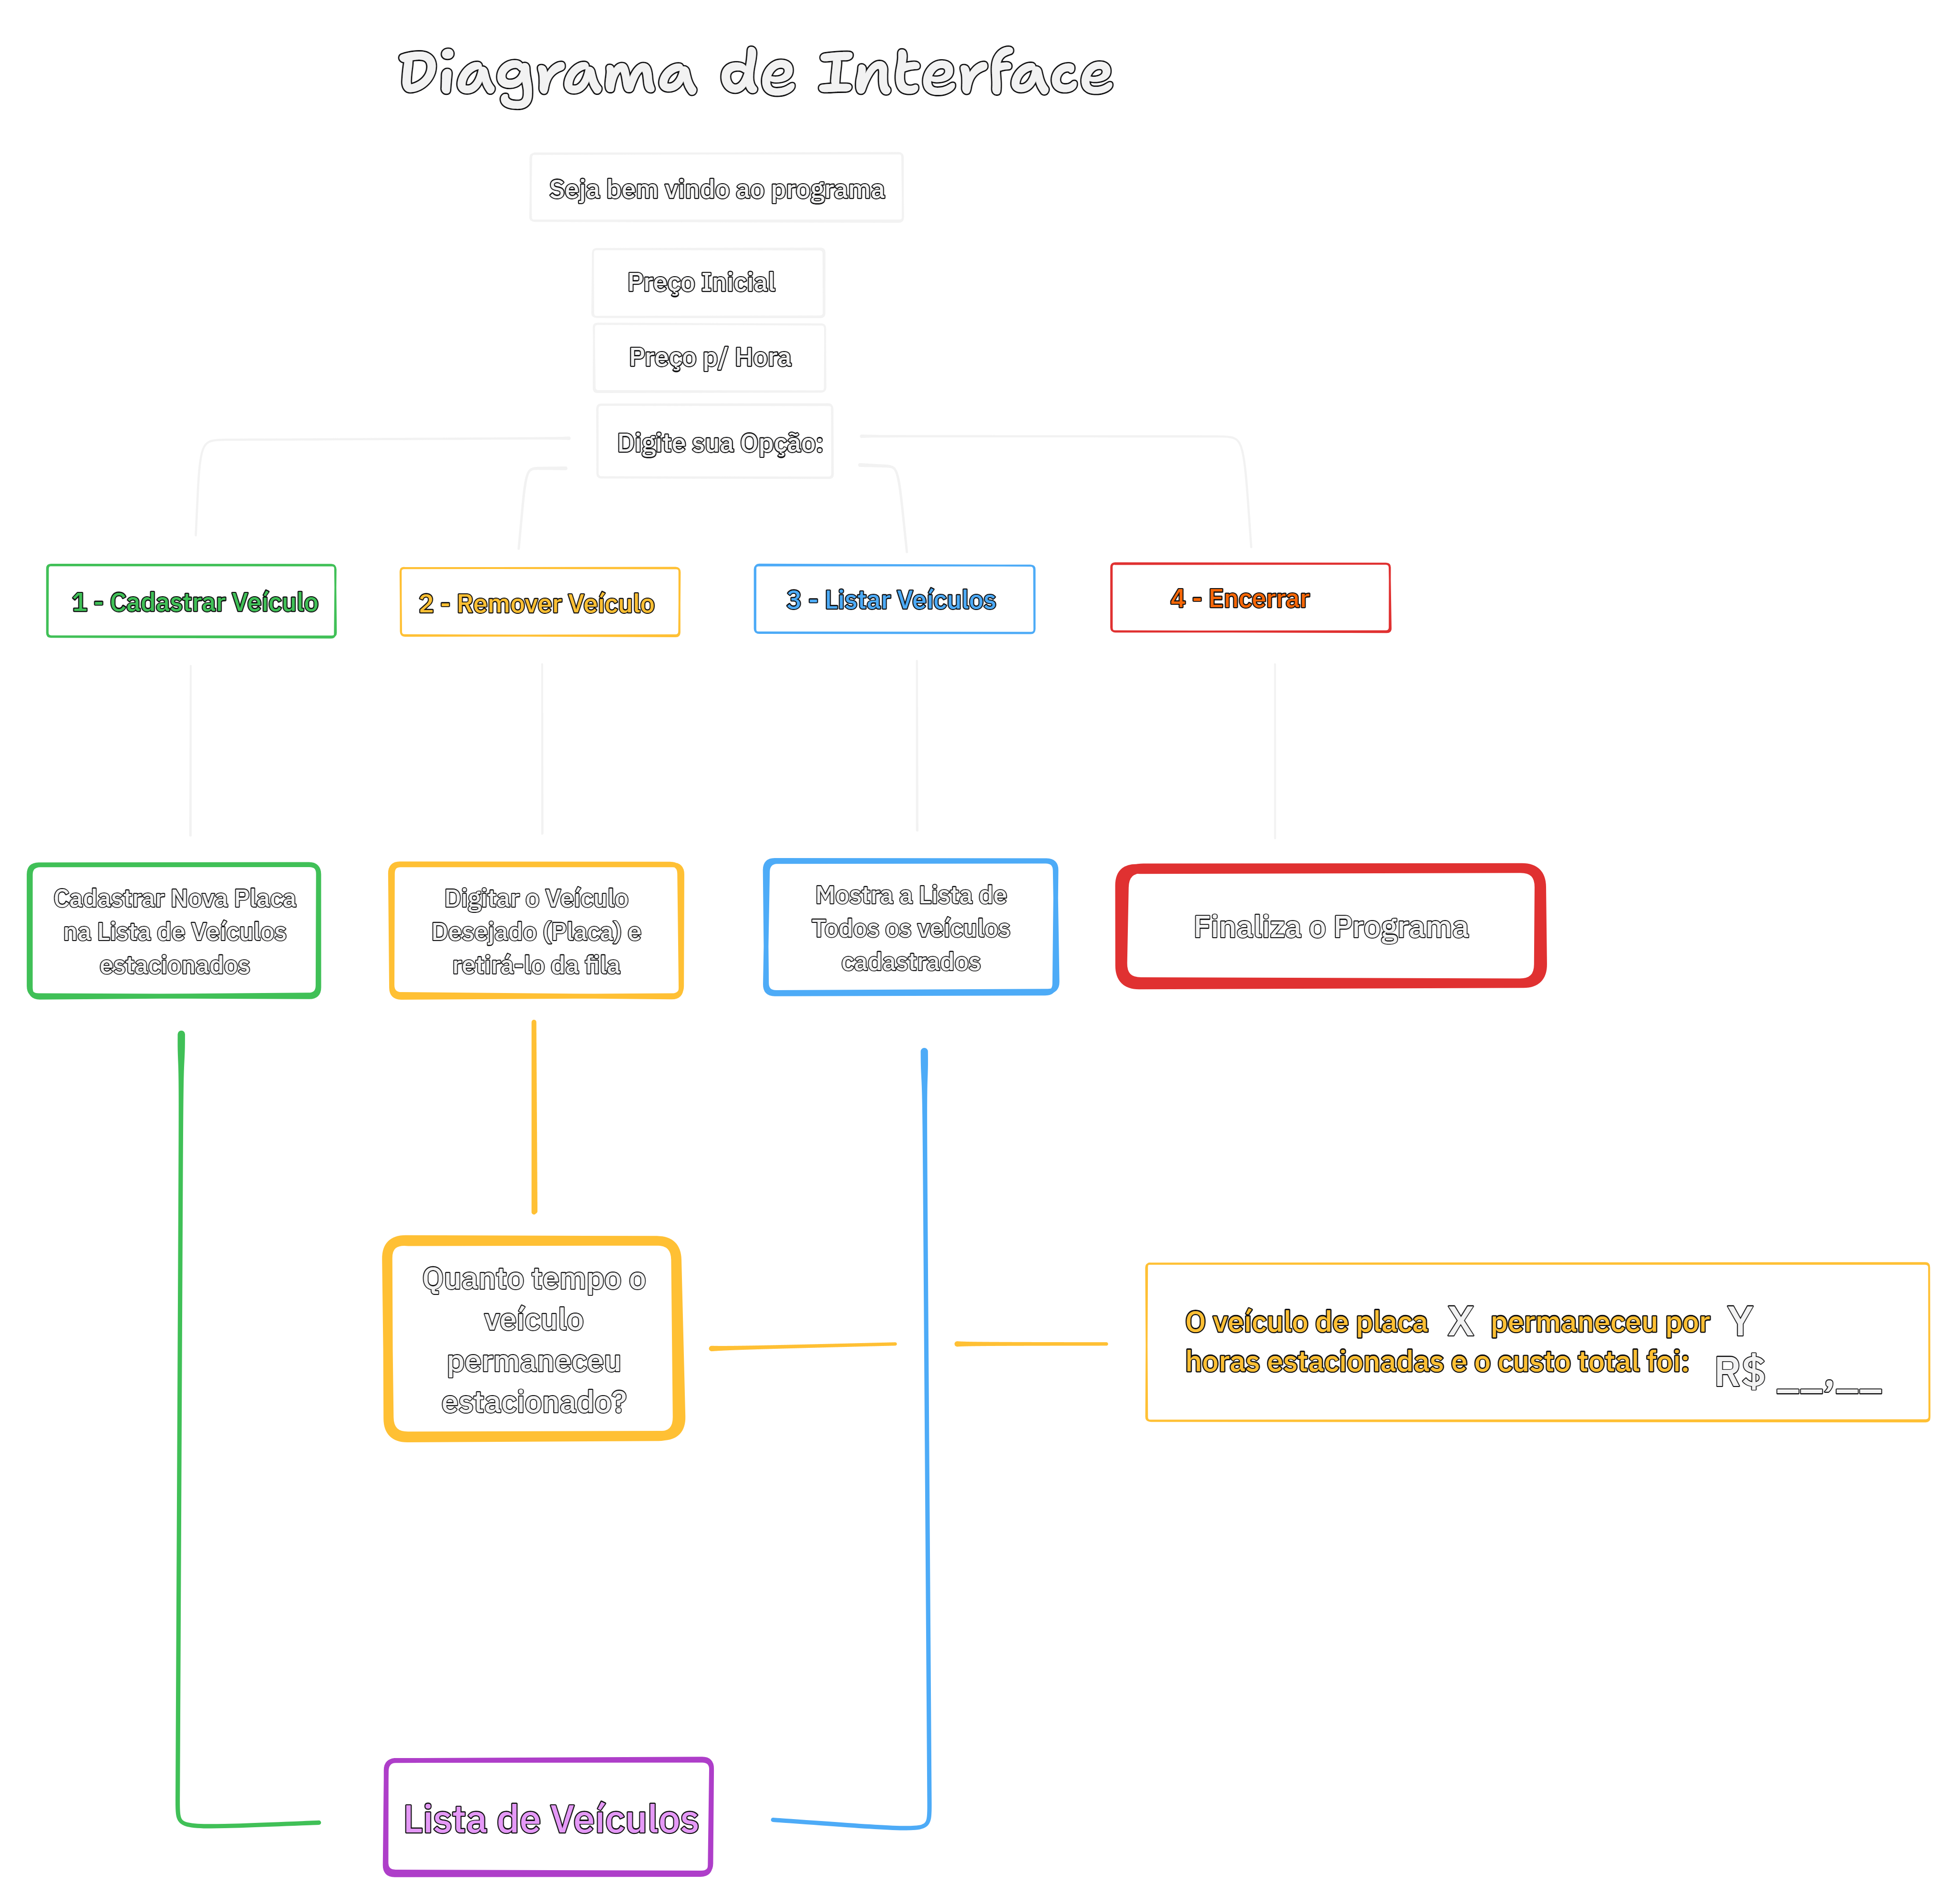 Diagrama de Interface
Seja bem vindo ao programa
Preço Inicial
Preço p/ Hora
Digite sua Opção:
1 - Cadastrar Veículo
2 - Remover Veículo
3 - Listar Veículos
4 - Encerrar
Cadastrar Nova Placa
na Lista de Veículos
estacionados
Digitar o Veículo
Desejado (Placa) e
retirá-lo da fila
Mostra a Lista de
Todos os veículos
cadastrados
Finaliza o Programa
Quanto tempo o
veículo
permaneceu
estacionado?
O veículo de placa X permaneceu por Y
horas estacionadas e o custo total foi: R$ __,__
Lista de Veículos